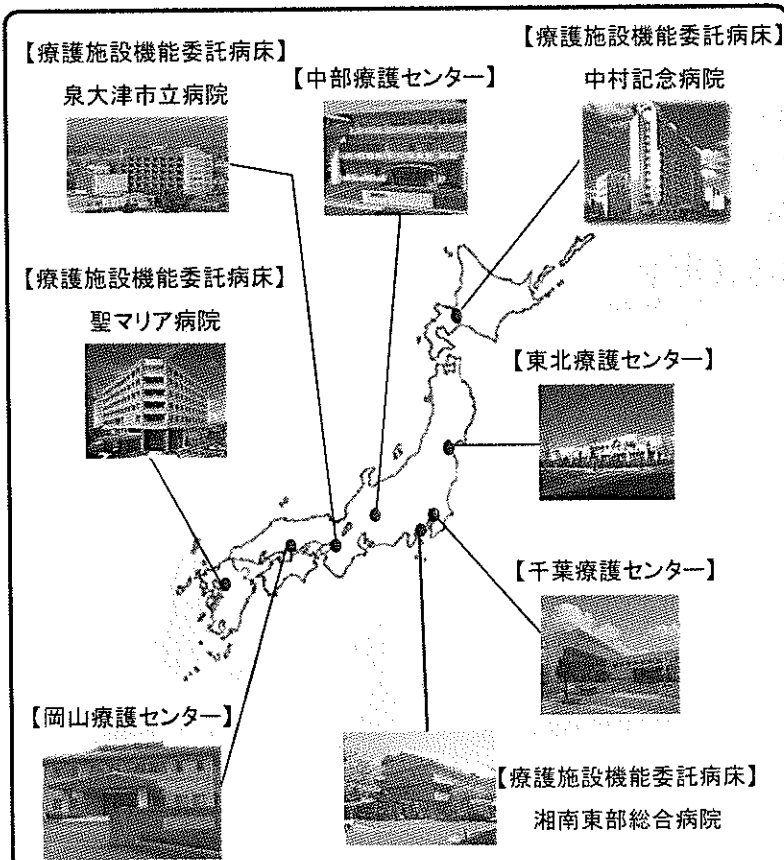 【療護施設機能委託病床】
泉大津市立病院
【中部療護センター】
【療護施設機能委託病床】
中村記念病院
【療護施設機能委託病床】
聖マリア病院
【東北療護センター】
【千葉療護センター】
【岡山療護センター】
【療護施設機能委託病床】
湘南東部総合病院